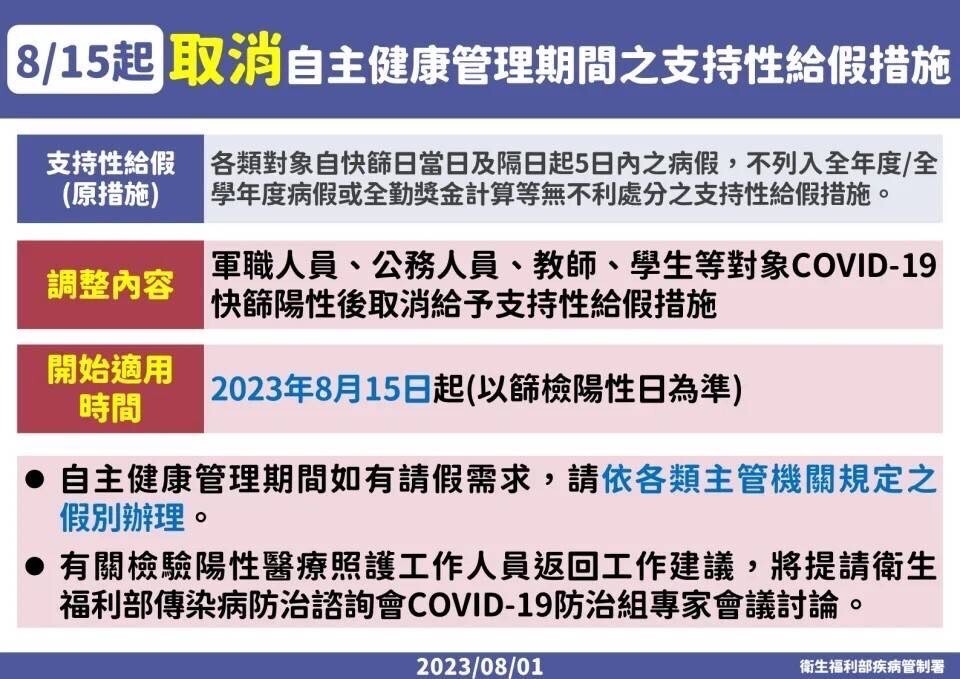 8/15起 取消自主健康管理期間之支持性給假措施
支持性給假
(原措施)
各類對象自快篩日當日及隔日起5日內之病假，不列入全年度/全
學年度病假或全勤獎金計算等無不利處分之支持性給假措施。
調整內容
軍職人員、公務人員、教師、學生等對象COVID-19
快篩陽性後取消給予支持性給假措施
開始適用
時間
2023年8月15日起(以篩檢陽性日為準)
● 自主健康管理期間如有請假需求，請依各類主管機關規定之
假別辦理。
● 有關檢驗陽性醫療照護工作人員返回工作建議，將提請衛生
福利部傳染病防治諮詢會COVID-19防治組專家會議討論。
2023/08/01
衛生福利部疾病管制署